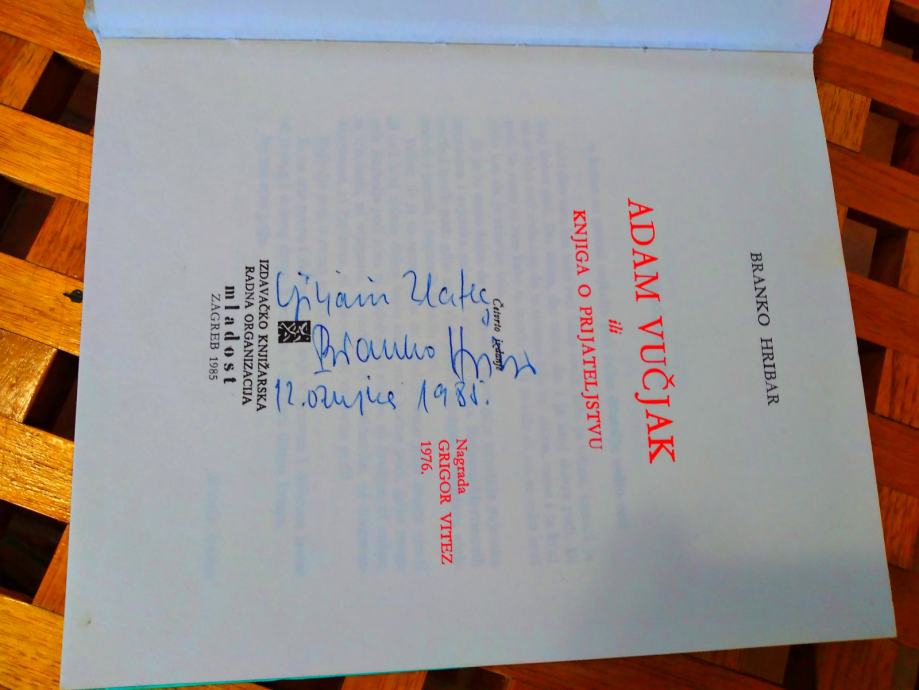 BRANKO HRIBAR
ADAM VUČJAK
ili
KNJIGA O PRIJATELJSTVU
Četvrto izdanje
Nagrada
GRIGOR VITEZ
1976.
Zlatec
Branko
12. ožujka 1985.
IZDAVAČKO KNJIŽARSKA
RADNA ORGANIZACIJA
mladost
ZAGREB 1985